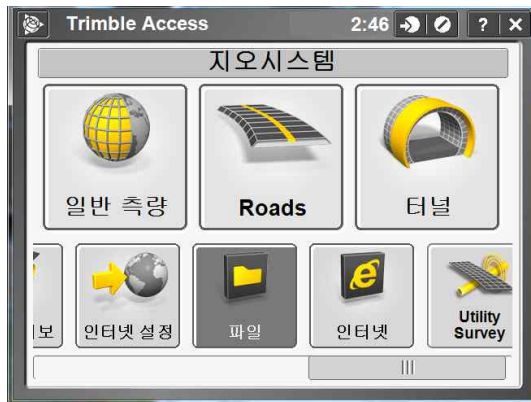 Trimble Access 2:46 ? ×
지오시스템
일반 측량 Roads 터널
보 인터넷 설정 파일 인터넷 Utility
Survey